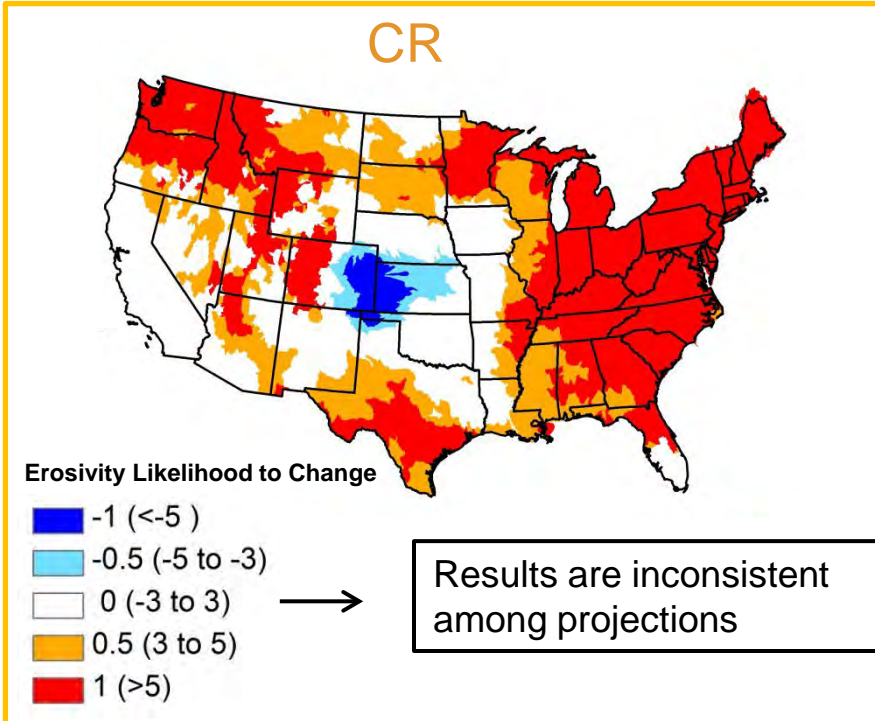 CR
Erosivity Likelihood to Change
-1 (<-5 )
-0.5 (-5 to -3)
0 (-3 to 3)
0.5 (3 to 5)
1 (>5)
Results are inconsistent
among projections